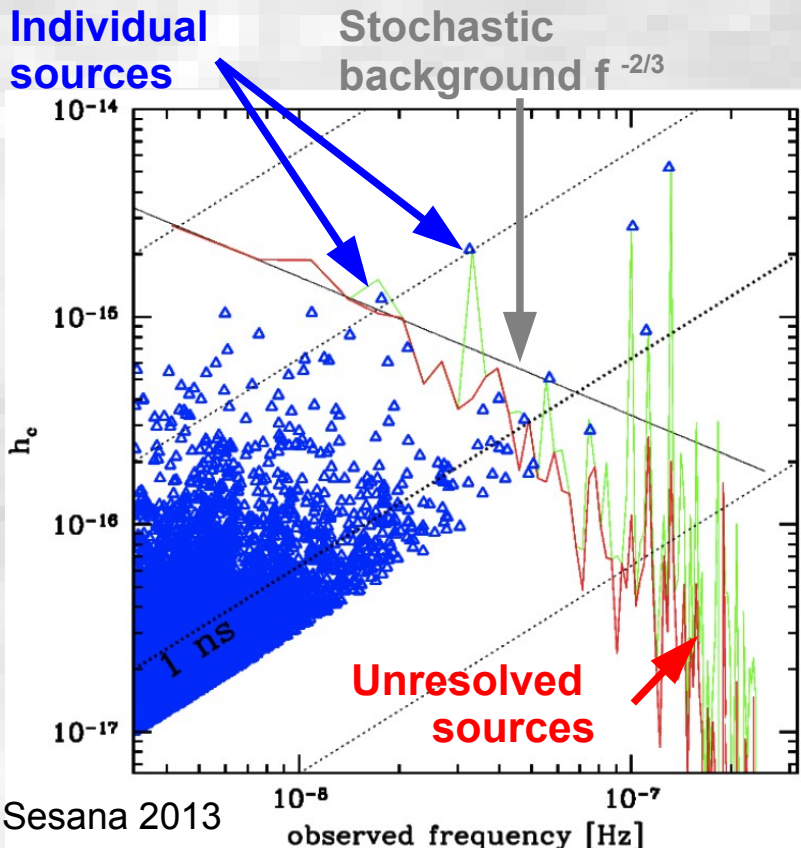 Individual
sources
Stochastic
background f -2/3
10-14
10-15
10-16
10-17
h_c
1 ns
Unresolved
sources
Sesana 2013
10-8
10-7
observed frequency [Hz]